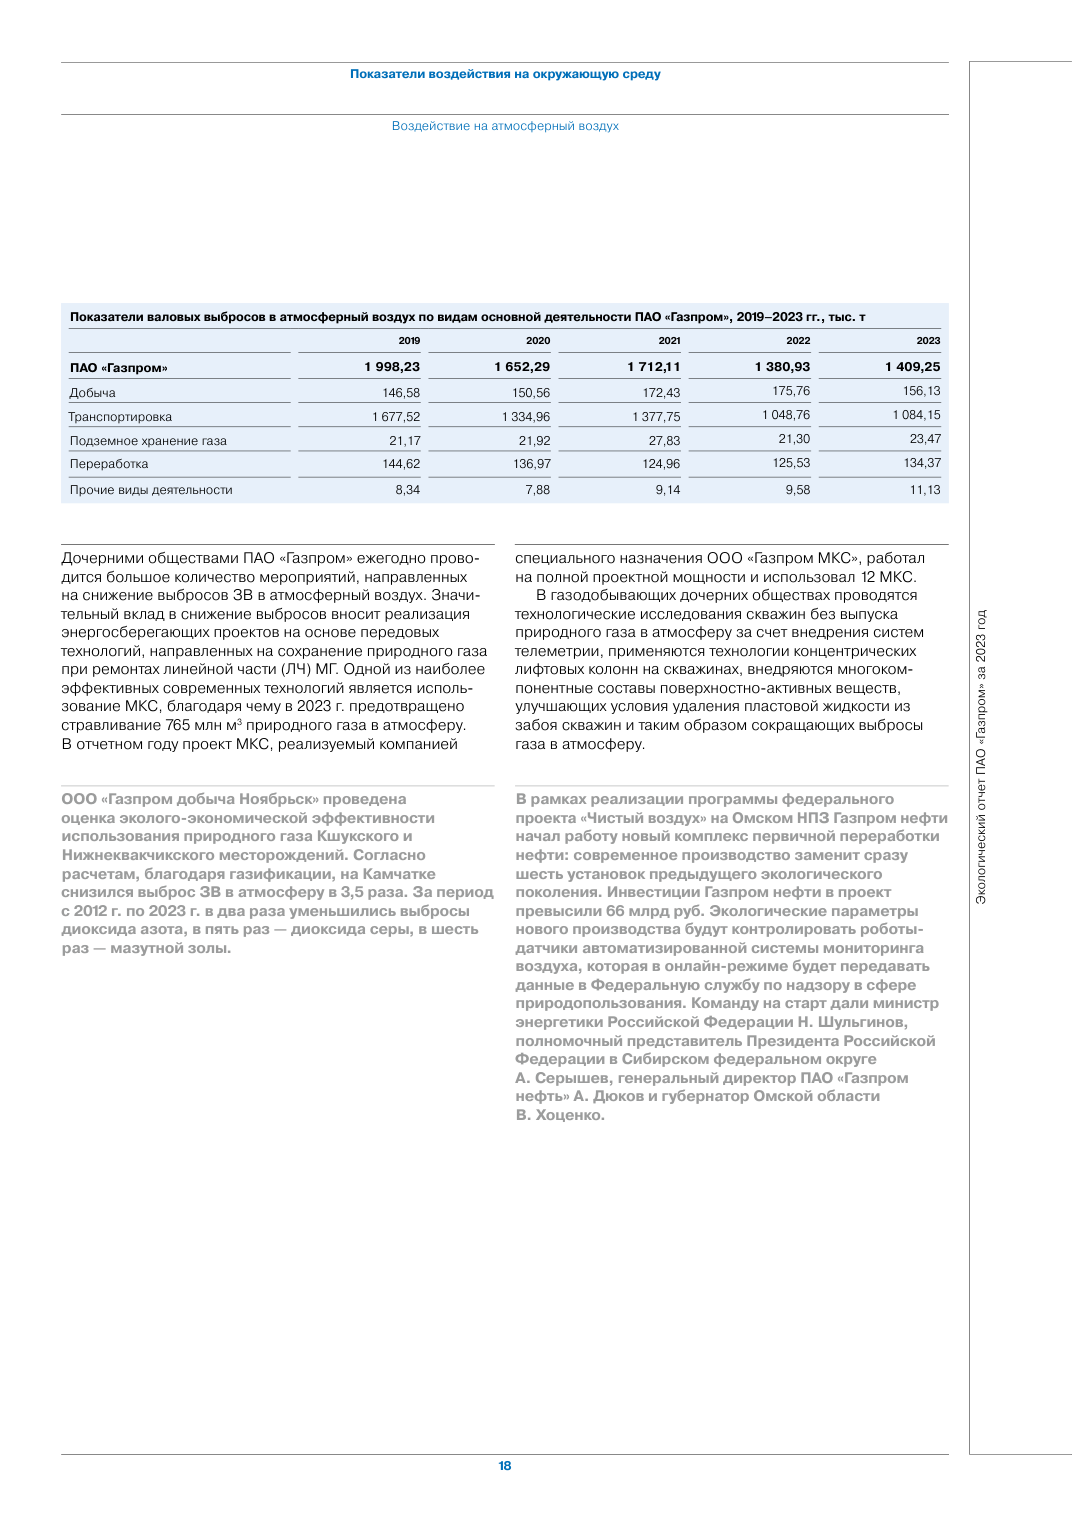 Показатели воздействия на окружающую среду
Воздействие на атмосферный воздух
Показатели валовых выбросов в атмосферный воздух по видам основной деятельности ПАО «Газпром», 2019–2023 гг., тыс. т
2019 2020 2021 2022 2023
ПАО «Газпром» 1 998,23 1 652,29 1 712,11 1 380,93 1 409,25
Добыча 146,58 150,56 172,43 175,76 156,13
Транспортировка 1 677,52 1 334,96 1 377,75 1 048,76 1 084,15
Подземное хранение газа 21,17 21,92 27,83 21,30 23,47
Переработка 144,62 136,97 124,96 125,53 134,37
Прочие виды деятельности 8,34 7,88 9,14 9,58 11,13
Дочерними обществами ПАО «Газпром» ежегодно прово-
дится большое количество мероприятий, направленных
на снижение выбросов ЗВ в атмосферный воздух. Значи-
тельный вклад в снижение выбросов вносит реализация
энергосберегающих проектов на основе передовых
технологий, направленных на сохранение природного газа
при ремонтах линейной части (ЛЧ) МГ. Одной из наиболее
эффективных современных технологий является исполь-
зование МКС, благодаря чему в 2023 г. предотвращено
стравливание 765 млн м³ природного газа в атмосферу.
В отчетном году проект МКС, реализуемый компанией
специального назначения ООО «Газпром МКС», работал
на полной проектной мощности и использовал 12 МКС.
В газодобывающих дочерних обществах проводятся
технологические исследования скважин без выпуска
природного газа в атмосферу за счет внедрения систем
телеметрии, применяются технологии концентрических
лифтовых колонн на скважинах, внедряются многоком-
понентные составы поверхностно-активных веществ,
улучшающих условия удаления пластовой жидкости из
забоя скважин и таким образом сокращающих выбросы
газа в атмосферу.
ООО «Газпром добыча Ноябрьск» проведена
оценка эколого-экономической эффективности
использования природного газа Кшукского и
Нижнеквакчикского месторождений. Согласно
расчетам, благодаря газификации, на Камчатке
снизился выброс ЗВ в атмосферу в 3,5 раза. За период
с 2012 г. по 2023 г. в два раза уменьшились выбросы
диоксида азота, в пять раз — диоксида серы, в шесть
раз — мазутной золы.
В рамках реализации программы федерального
проекта «Чистый воздух» на Омском НПЗ Газпром нефти
начал работу новый комплекс первичной переработки
нефти: современное производство заменит сразу
шесть установок предыдущего экологического
поколения. Инвестиции Газпром нефти в проект
превысили 66 млрд руб. Экологические параметры
нового производства будут контролировать роботы-
датчики автоматизированной системы мониторинга
воздуха, которая в онлайн-режиме будет передавать
данные в Федеральную службу по надзору в сфере
природопользования. Команду на старт дали министр
энергетики Российской Федерации Н. Шульгинов,
полномочный представитель Президента Российской
Федерации в Сибирском федеральном округе
А. Серышев, генеральный директор ПАО «Газпром
нефть» А. Дюков и губернатор Омской области
В. Хоценко.
Экологический отчет ПАО «Газпром» за 2023 год
18